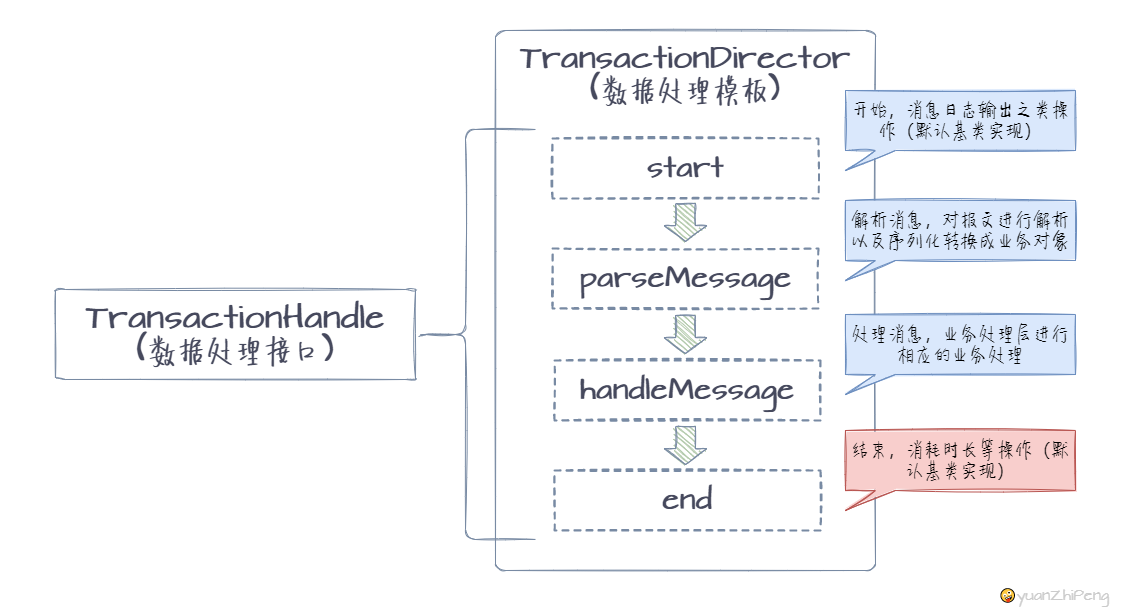 TransactionDirector
(数据处理模板)
开始，消息日志输出之类操
作（默认基类实现）
start
解析消息，对报文进行解析
以及序列化转换成业务对象
parseMessage
TransactionHandle
(数据处理接口)
处理消息，业务处理层进行
相应的业务处理
handleMessage
结束，消耗时长等操作（默
认基类实现）
end
yuanZhiPeng